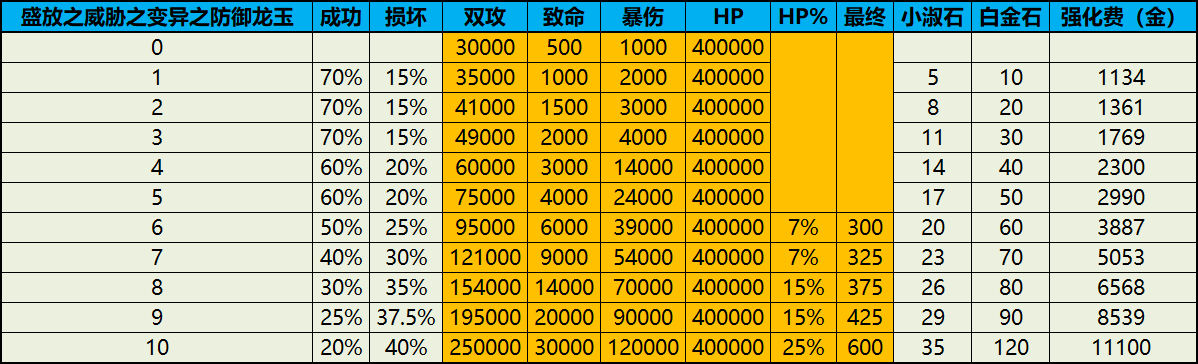 盛放之威胁之变异之防御龙玉 成功 损坏 双攻 致命 暴伤 HP HP% 最终 小淑石 白金石 强化费（金）
0 30000 500 1000 400000
1 70% 15% 35000 1000 2000 400000 5 10 1134
2 70% 15% 41000 1500 3000 400000 8 20 1361
3 70% 15% 49000 2000 4000 400000 11 30 1769
4 60% 20% 60000 3000 14000 400000 14 40 2300
5 60% 20% 75000 4000 24000 400000 17 50 2990
6 50% 25% 95000 6000 39000 400000 7% 300 20 60 3887
7 40% 30% 121000 9000 54000 400000 7% 325 23 70 5053
8 30% 35% 154000 14000 70000 400000 15% 375 26 80 6568
9 25% 37.5% 195000 20000 90000 400000 15% 425 29 90 8539
10 20% 40% 250000 30000 120000 400000 25% 600 35 120 11100